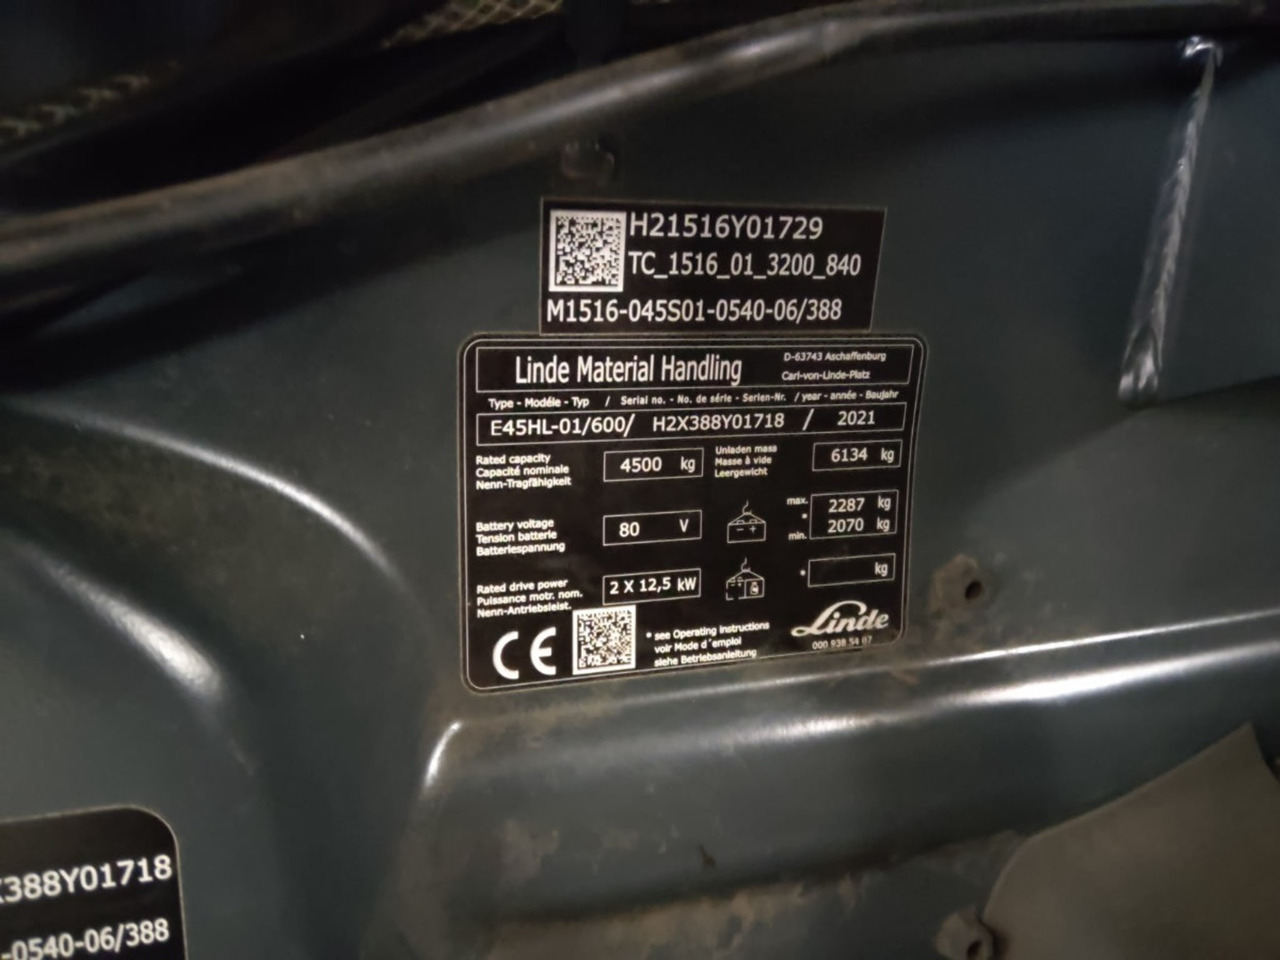 H21516Y01729
TC_1516_01_3200_840
M1516-045S01-0540-06/388
Linde Material Handling
D-63743 Aschaffenburg
Carl-von-Linde-Platz
Type - Modéle - Typ / Serial no. - No. de série - Serien-Nr. / year - année - Baujahr
E45HL-01/600/ H2X388Y01718 / 2021
Rated capacity
Capacité nominale
Nenn-Tragfähigkeit
4500 kg
Unladen mass
Masse à vide
Leergewicht
6134 kg
Battery voltage
Tension batterie
Batteriespannung
80 V
max. 2287 kg
*
min. 2070 kg
Rated drive power
Puissance motr. nom.
Nenn-Antriebsleist.
2 X 12,5 kW
* kg
CE
* see Operating instructions
voir Mode d´emploi
siehe Betriebsanleitung
Linde
000 938 54 07
388Y01718
-0540-06/388